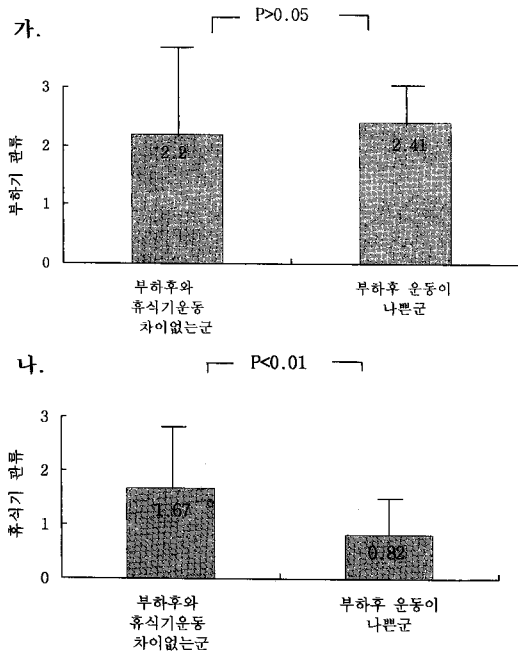 가.
P>0.05
3
2
1
0
부하기 관류
2.2
2.41
부하후와
휴식기운동
차이없는군
부하후 운동이
나쁜군
나.
P<0.01
3
2
1
0
휴식기 관류
1.67
0.82
부하후와
휴식기운동
차이없는군
부하후 운동이
나쁜군